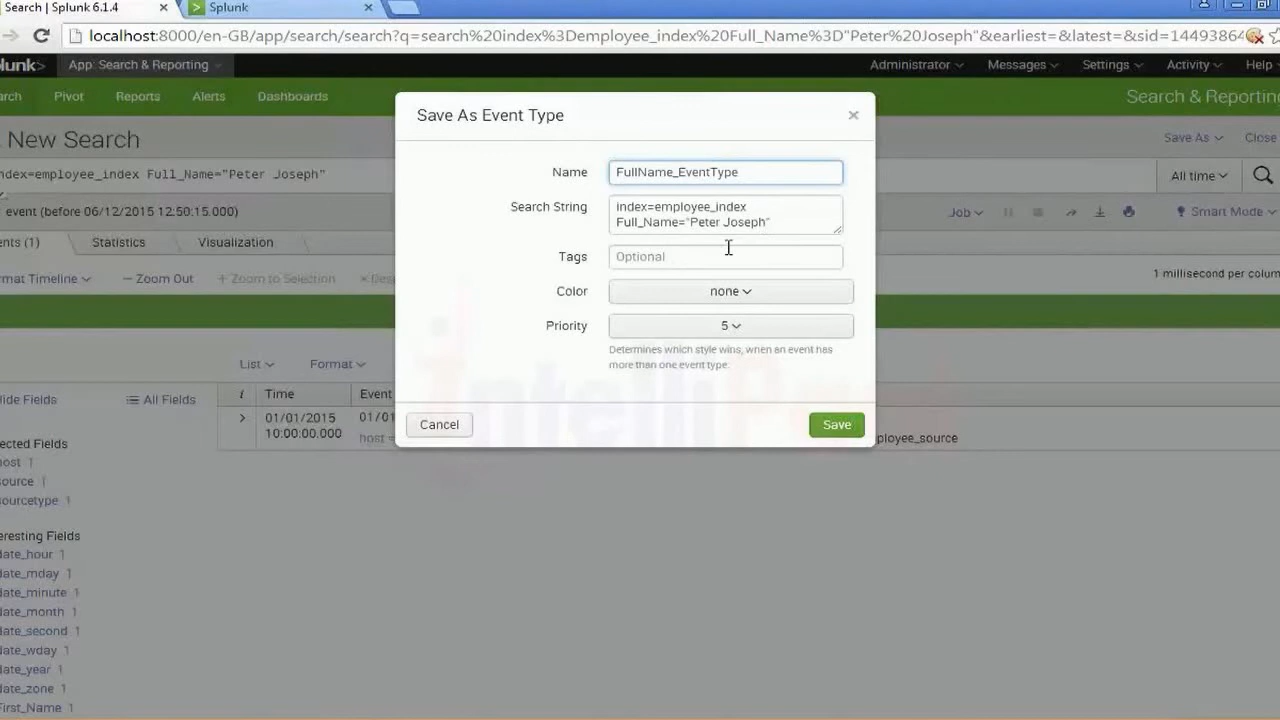 Search | Splunk 6.1.4
Splunk
localhost:8000/en-GB/app/search/search?q=search%20index%3Demployee_index%20Full_Name%3D"Peter%20Joseph"&earliest=&latest=&sid=14493864
lunk> App: Search & Reporting Administrator Messages Settings Activity Help
arch Pivot Reports Alerts Dashboards Search & Reporting
New Search Save As Close
ndex=employee_index Full_Name="Peter Joseph" All time
event (before 06/12/2015 12:50:15.000) Job Smart Mode
ents (1) Statistics Visualization
rmat Timeline – Zoom Out + Zoom to Selection × Des 1 millisecond per colum
List Format
ide Fields All Fields i Time Event
01/01/2015 01/01
10:00:00.000 host = ployee_source
ected Fields
host 1
source 1
sourcetype 1
eresting Fields
date_hour 1
date_mday 1
date_minute 1
date_month 1
date_second 1
date_wday 1
date_year 1
date_zone 1
First_Name 1
Save As Event Type ×
Name FullName_EventType
Search String index=employee_index
Full_Name="Peter Joseph"
Tags Optional
Color none
Priority 5
Determines which style wins, when an event has
more than one event type.
Cancel Save